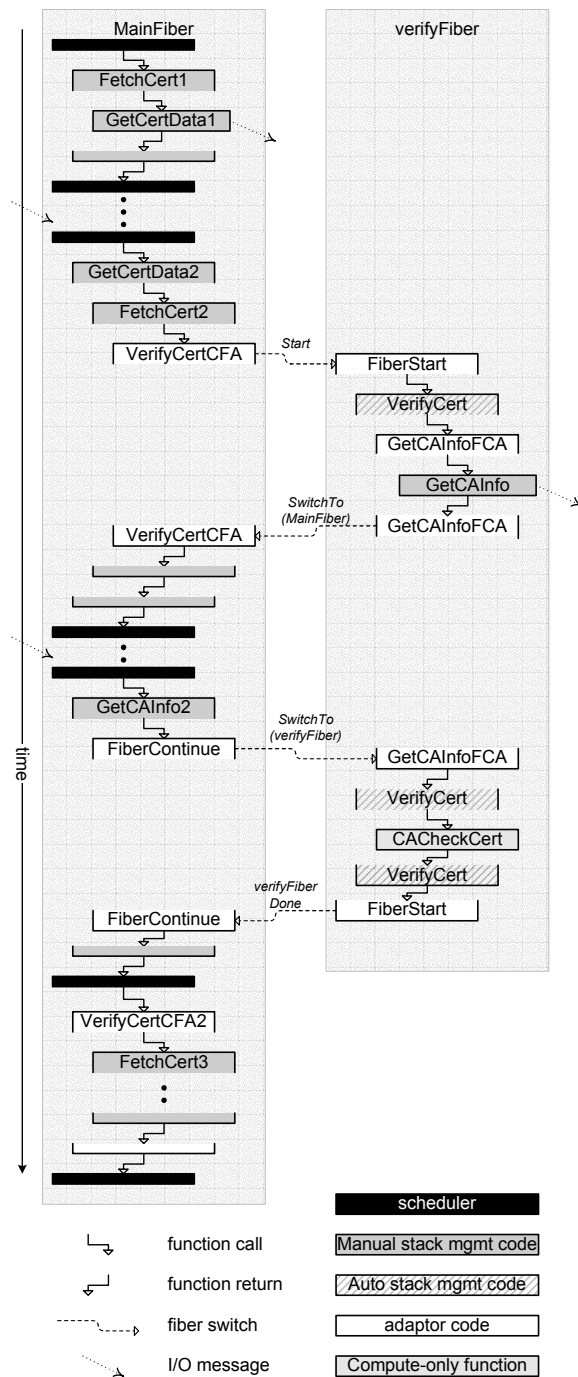 MainFiber
verifyFiber
FetchCert1
GetCertData1
GetCertData2
FetchCert2
VerifyCertCFA
Start
FiberStart
VerifyCert
GetCAInfoFCA
GetCAInfo
SwitchTo
(MainFiber)
VerifyCertCFA
GetCAInfoFCA
GetCAInfo2
SwitchTo
(verifyFiber)
FiberContinue
GetCAInfoFCA
VerifyCert
CACheckCert
VerifyCert
verifyFiber
Done
FiberContinue
FiberStart
VerifyCertCFA2
FetchCert3
time
scheduler
function call
Manual stack mgmt code
function return
Auto stack mgmt code
fiber switch
adaptor code
I/O message
Compute-only function